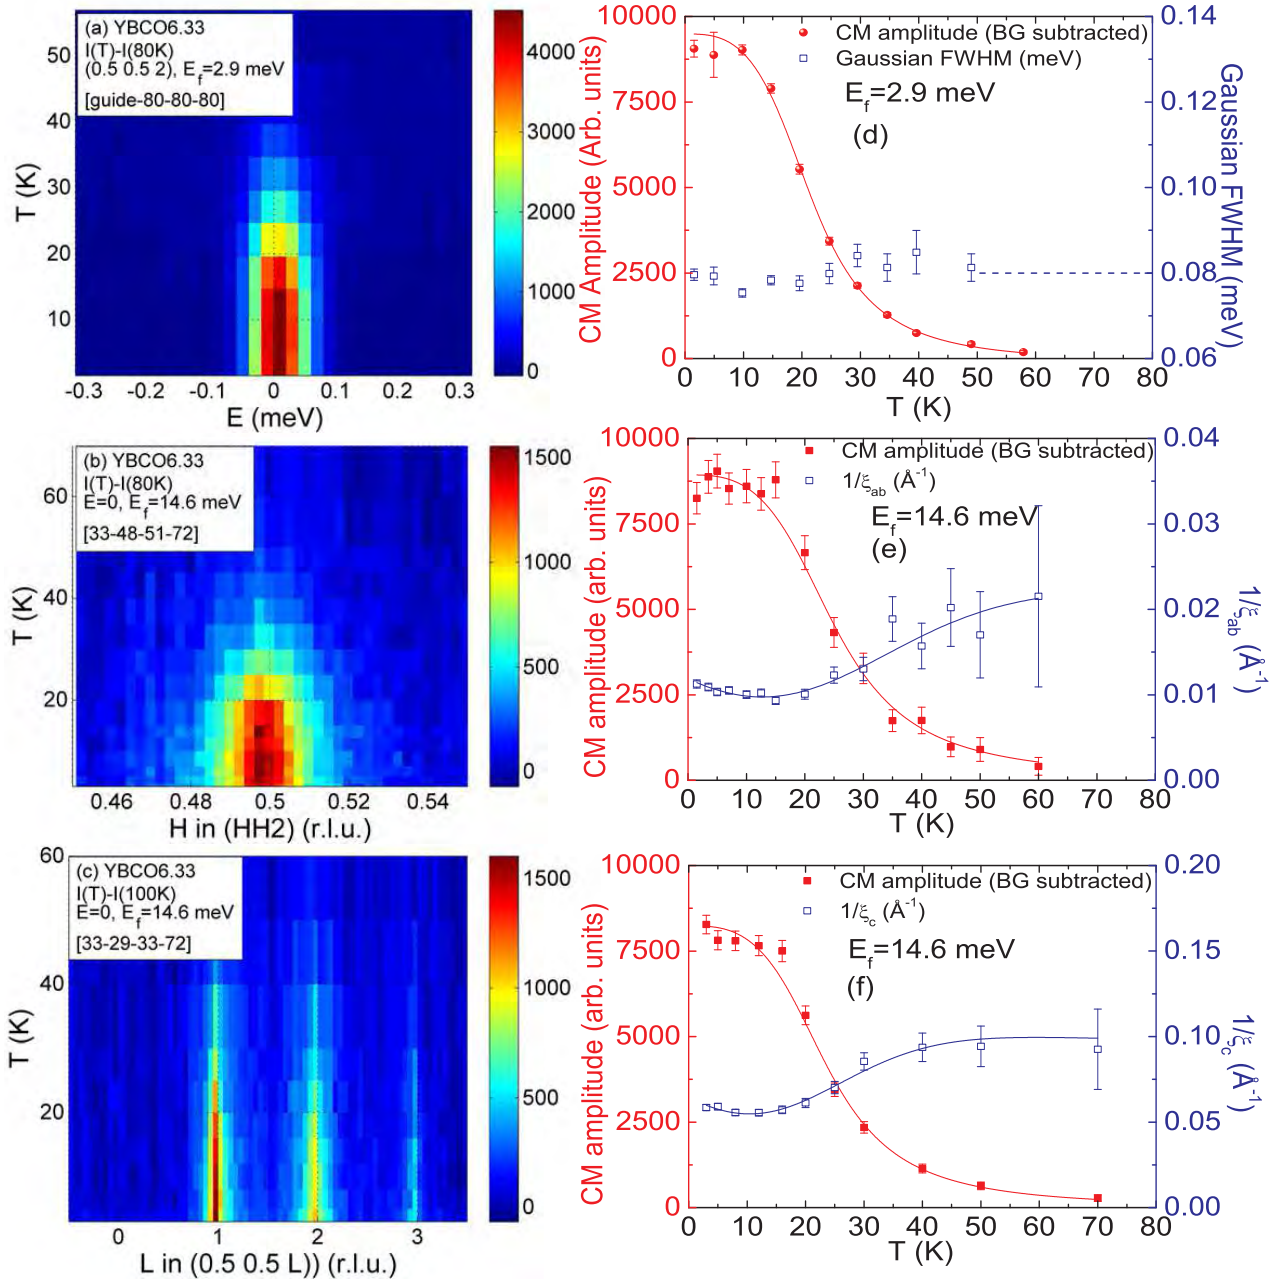 (a) YBCO6.33
I(T)-I(80K)
(0.5 0.5 2), Ef=2.9 meV
[guide-80-80-80]
50
40
30
20
10
T (K)
-0.3 -0.2 -0.1 0 0.1 0.2 0.3
E (meV)
4000
3000
2000
1000
0
10000
7500
5000
2500
0
CM Amplitude (Arb. units)
CM amplitude (BG subtracted)
Gaussian FWHM (meV)
Ef=2.9 meV
(d)
0.14
0.12
0.10
0.08
0.06
Gaussian FWHM (meV)
0 10 20 30 40 50 60 70 80
T (K)
(b) YBCO6.33
I(T)-I(80K)
E=0, Ef=14.6 meV
[33-48-51-72]
60
40
20
T (K)
0.46 0.48 0.5 0.52 0.54
H in (HH2) (r.l.u.)
1500
1000
500
0
10000
7500
5000
2500
0
CM amplitude (arb. units)
CM amplitude (BG subtracted)
1/ξab (Å-1)
Ef=14.6 meV
(e)
0.04
0.03
0.02
0.01
0.00
1/ξab (Å-1)
0 10 20 30 40 50 60 70 80
T (K)
(c) YBCO6.33
I(T)-I(100K)
E=0, Ef=14.6 meV
[33-29-33-72]
60
40
20
T (K)
0 1 2 3
L in (0.5 0.5 L)) (r.l.u.)
1500
1000
500
0
10000
7500
5000
2500
0
CM amplitude (arb. units)
CM amplitude (BG subtracted)
1/ξc (Å-1)
Ef=14.6 meV
(f)
0.20
0.15
0.10
0.05
0.00
1/ξc (Å-1)
0 10 20 30 40 50 60 70 80
T (K)